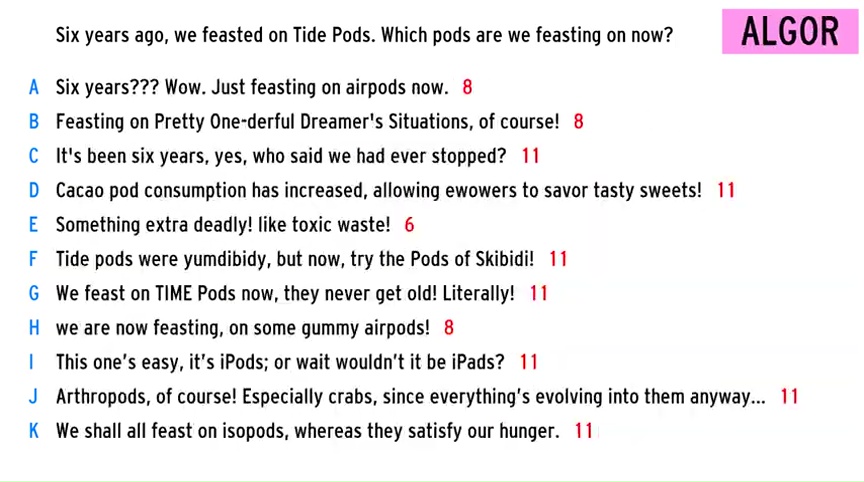 Six years ago, we feasted on Tide Pods. Which pods are we feasting on now?
ALGOR
A Six years??? Wow. Just feasting on airpods now. 8
B Feasting on Pretty One-derful Dreamer's Situations, of course! 8
C It's been six years, yes, who said we had ever stopped? 11
D Cacao pod consumption has increased, allowing ewowers to savor tasty sweets! 11
E Something extra deadly! like toxic waste! 6
F Tide pods were yumdibidy, but now, try the Pods of Skibidi! 11
G We feast on TIME Pods now, they never get old! Literally! 11
H we are now feasting, on some gummy airpods! 8
I This one’s easy, it’s iPods; or wait wouldn’t it be iPads? 11
J Arthropods, of course! Especially crabs, since everything’s evolving into them anyway... 11
K We shall all feast on isopods, whereas they satisfy our hunger. 11